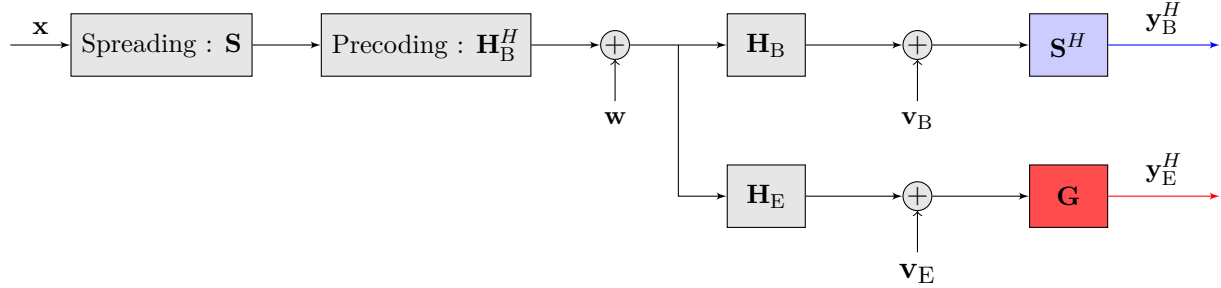 x
Spreading : S
Precoding : H_B^H
+
w
H_B
+
v_B
S^H
y_B^H
H_E
+
v_E
G
y_E^H